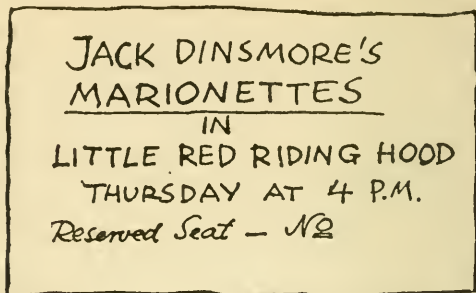 JACK DINSMORE'S
MARIONETTES
IN
LITTLE RED RIDING HOOD
THURSDAY AT 4 P.M.
Reserved Seat – No